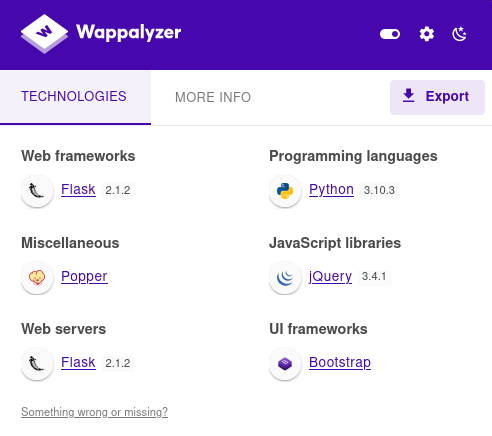 Wappalyzer
TECHNOLOGIES
MORE INFO
Export
Web frameworks
Flask 2.1.2
Programming languages
Python 3.10.3
Miscellaneous
Popper
JavaScript libraries
jQuery 3.4.1
Web servers
Flask 2.1.2
UI frameworks
Bootstrap
Something wrong or missing?